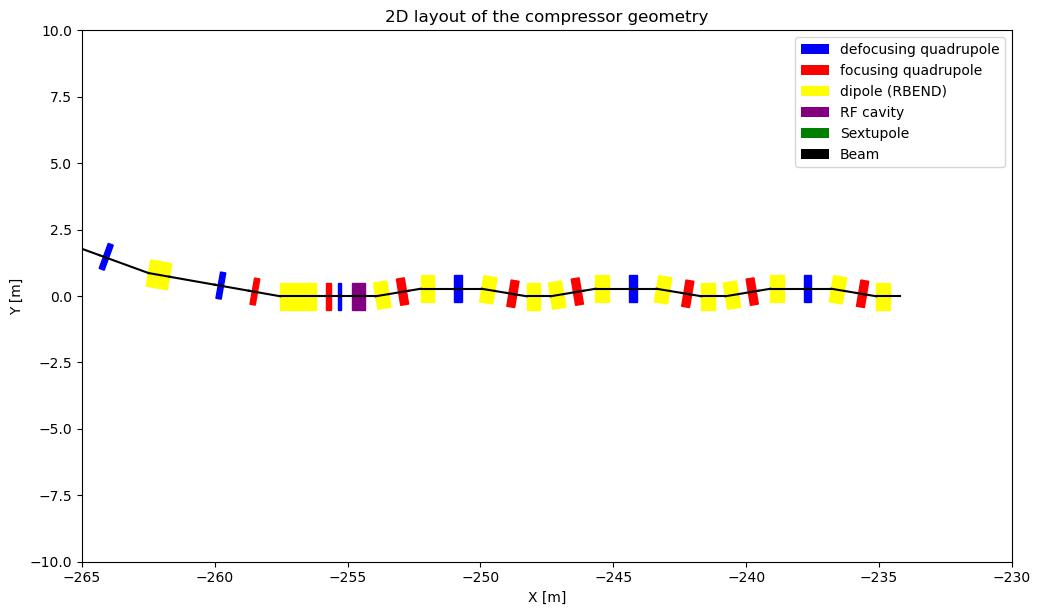 2D layout of the compressor geometry
10.0
7.5
5.0
2.5
0.0
−2.5
−5.0
−7.5
−10.0
Y [m]
defocusing quadrupole
focusing quadrupole
dipole (RBEND)
RF cavity
Sextupole
Beam
−265
−260
−255
−250
−245
−240
−235
−230
X [m]